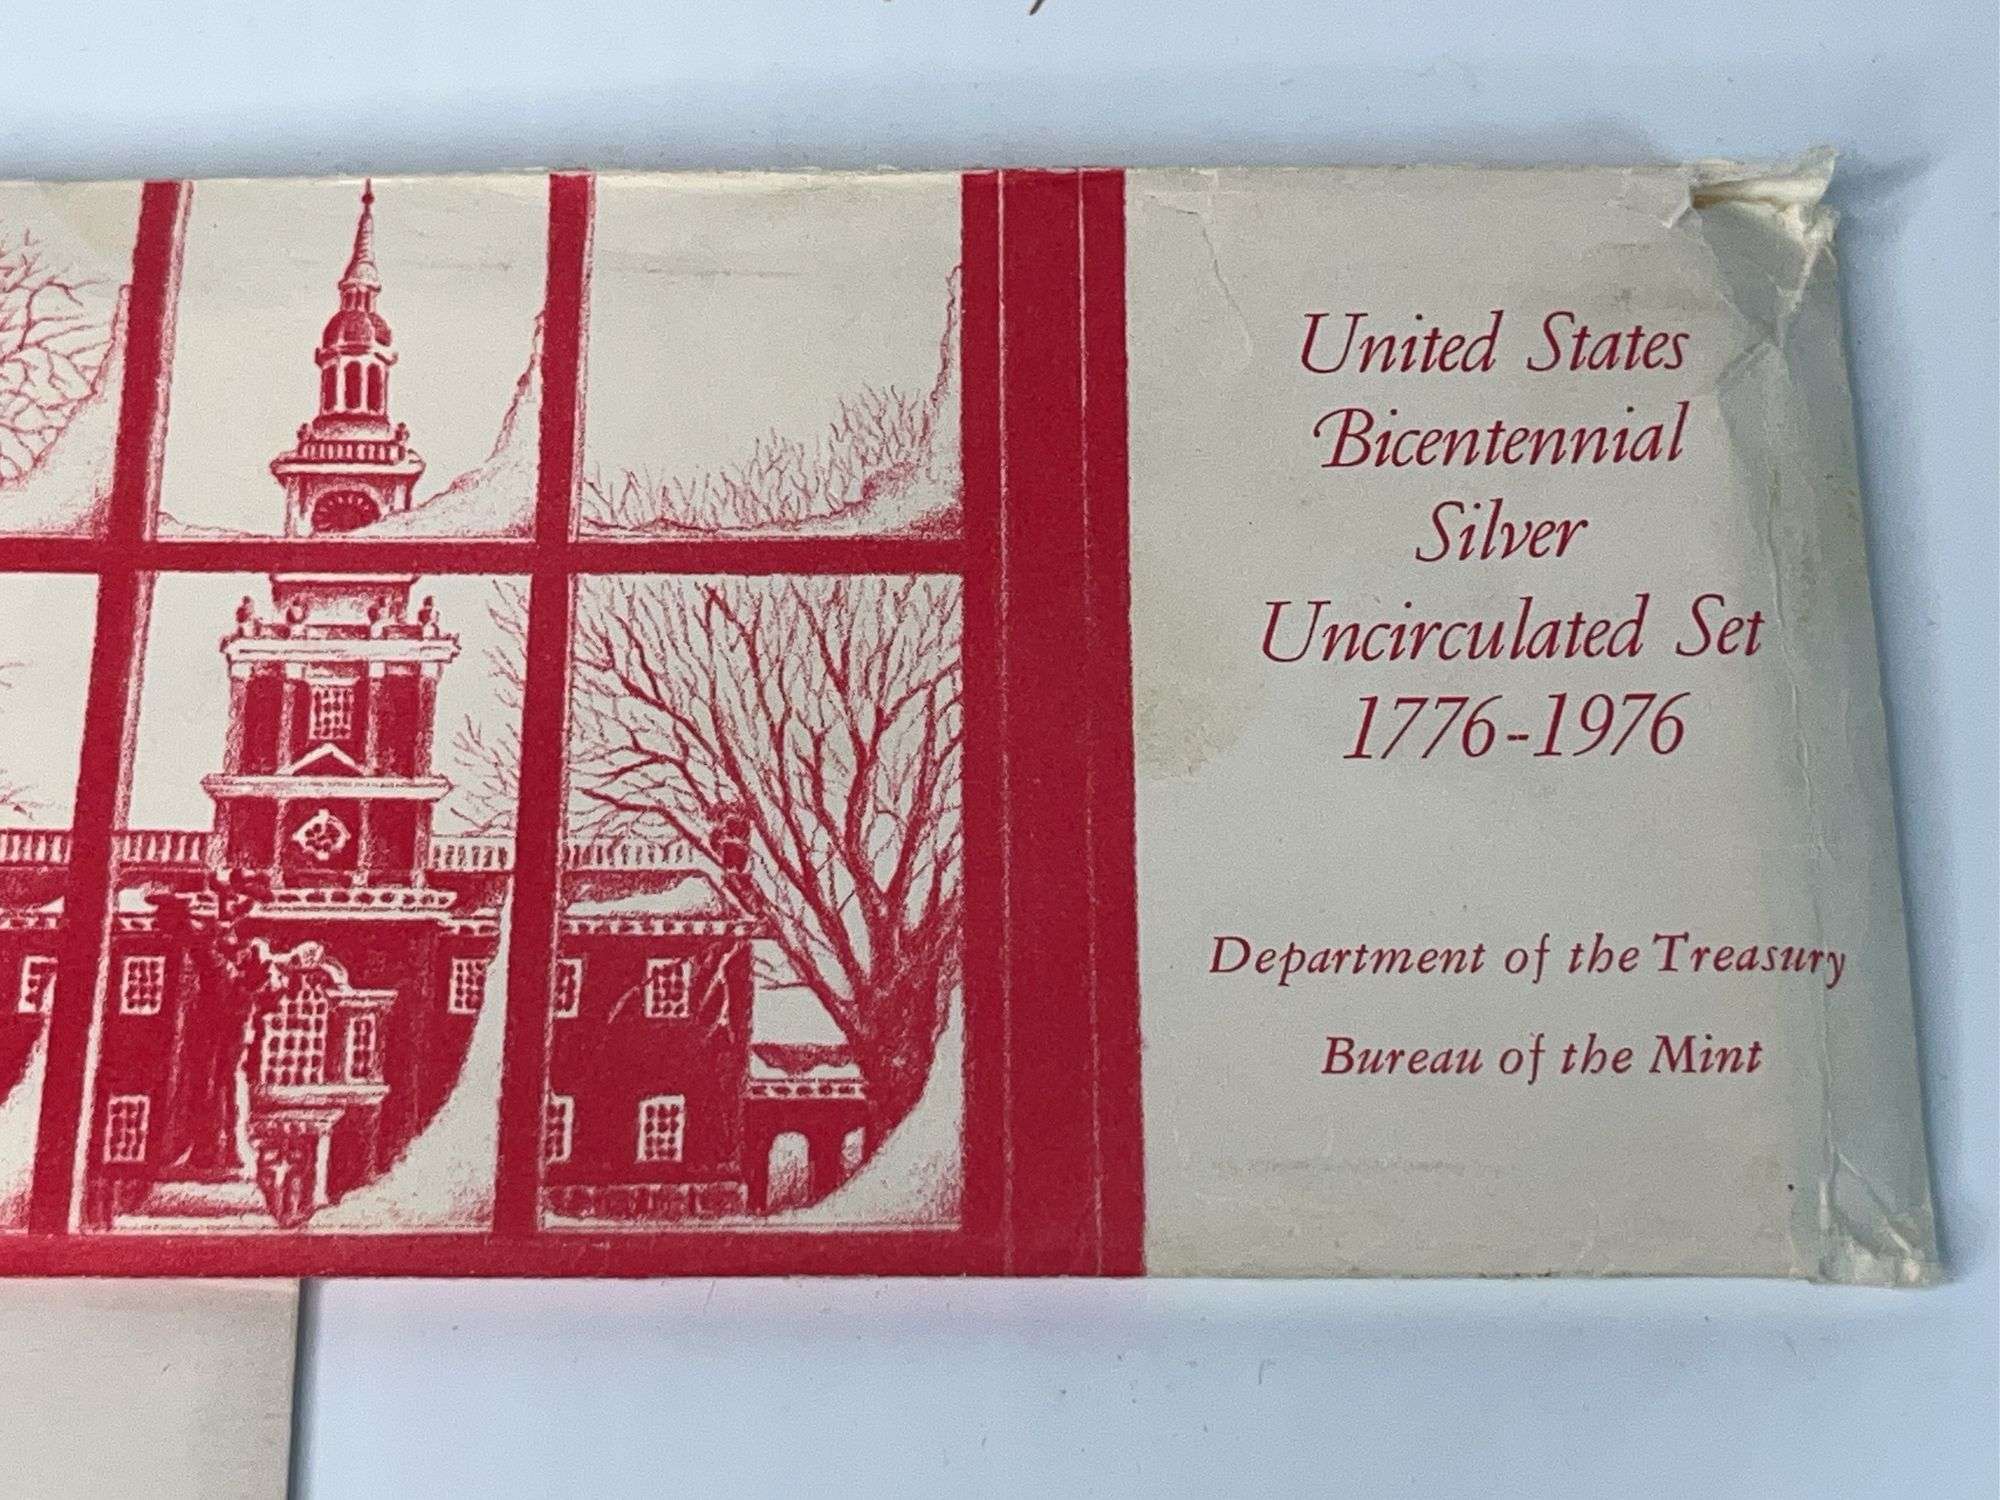 United States
Bicentennial
Silver
Uncirculated Set
1776-1976
Department of the Treasury
Bureau of the Mint